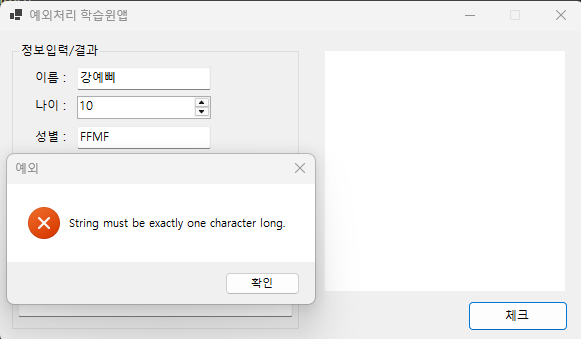 예외처리 학습윈앱
정보입력/결과
이름 : 강예삐
나이 : 10
성별 : FFMF
예외
String must be exactly one character long.
확인
체크